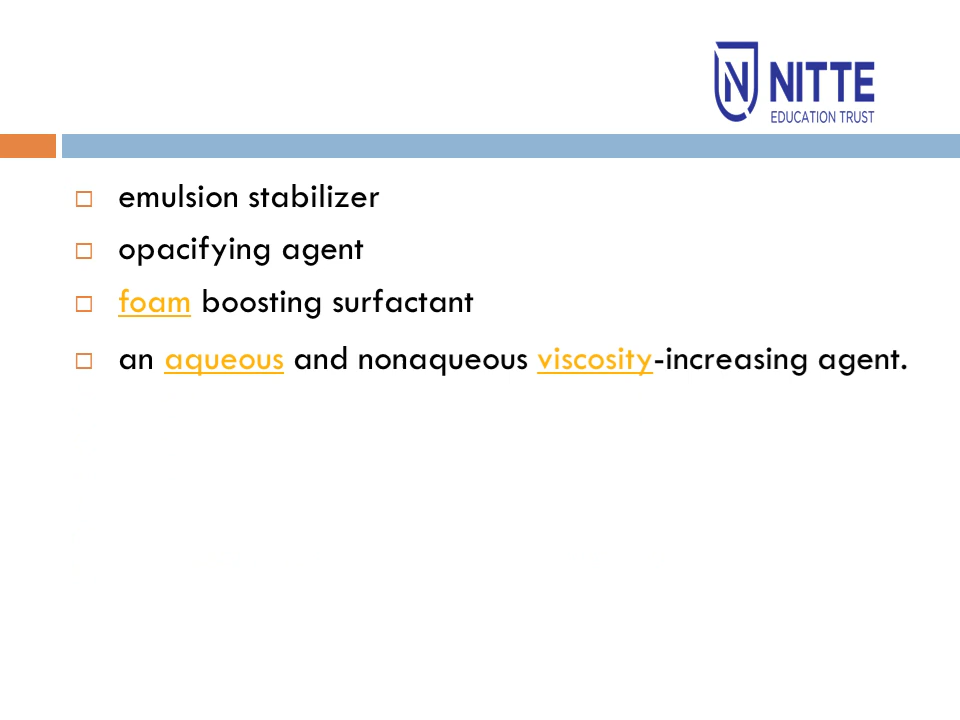 NITTE
EDUCATION TRUST
emulsion stabilizer
opacifying agent
foam boosting surfactant
an aqueous and nonaqueous viscosity-increasing agent.